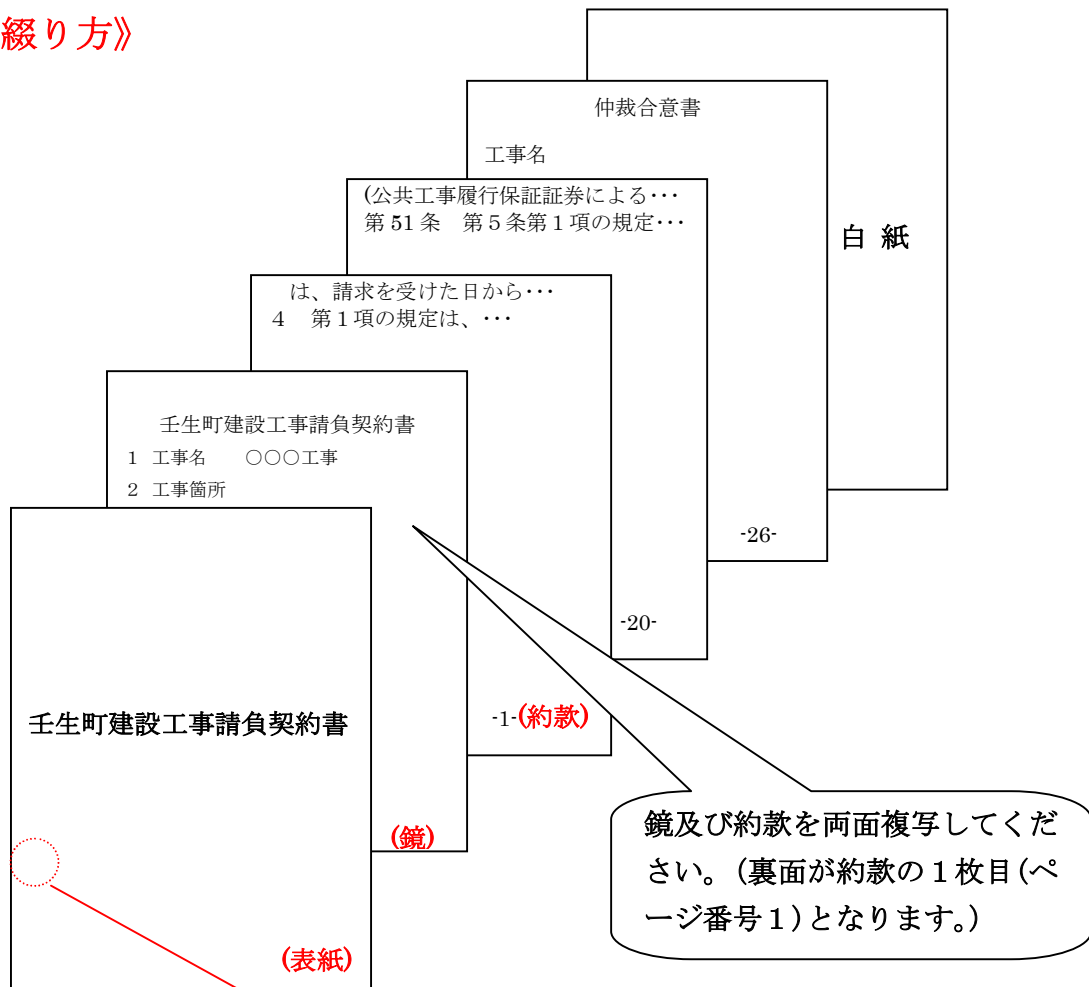 綴り方》
仲裁合意書
工事名
(公共工事履行保証証券による･･･
第 51 条　第５条第１項の規定･･･
白 紙
は、請求を受けた日から･･･
４　第１項の規定は、･･･
壬生町建設工事請負契約書
１ 工事名　　○○○工事
２ 工事箇所
-26-
-20-
-1-(約款)
壬生町建設工事請負契約書
(鏡)
(表紙)
鏡及び約款を両面複写してくだ
さい。（裏面が約款の１枚目(ペ
ージ番号１)となります。）